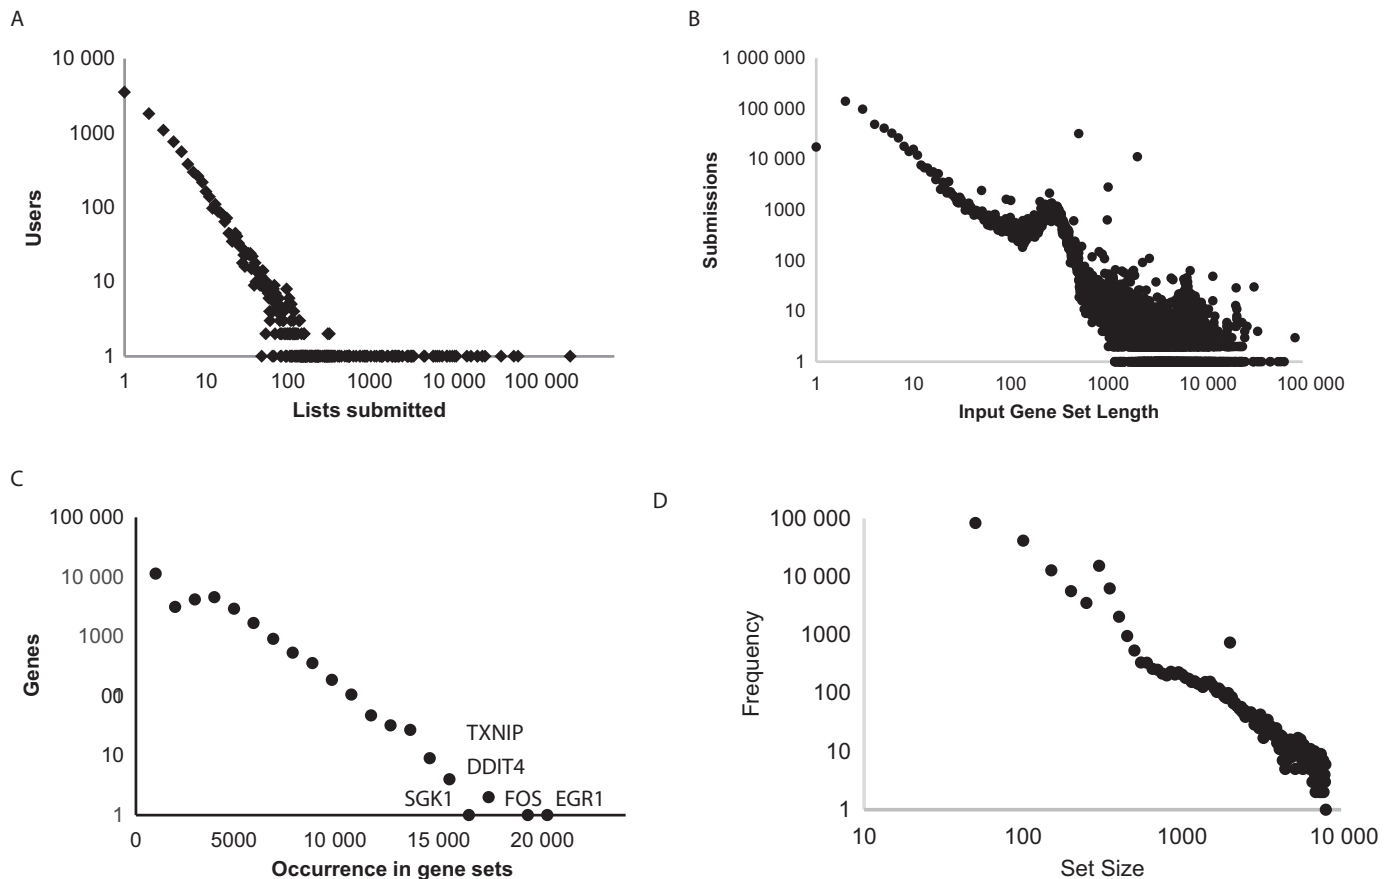 A
10 000
1000
100
10
1
Users
1 10 100 1000 10 000 100 000
Lists submitted
B
1 000 000
100 000
10 000
1000
100
10
1
Submissions
1 10 100 1000 10 000 100 000
Input Gene Set Length
C
100 000
10 000
1000
10
1
Genes
TXNIP
DDIT4
SGK1 FOS EGR1
0 5000 10 000 15 000 20 000
Occurrence in gene sets
D
100 000
10 000
1000
100
10
1
Frequency
10 100 1000 10 000
Set Size